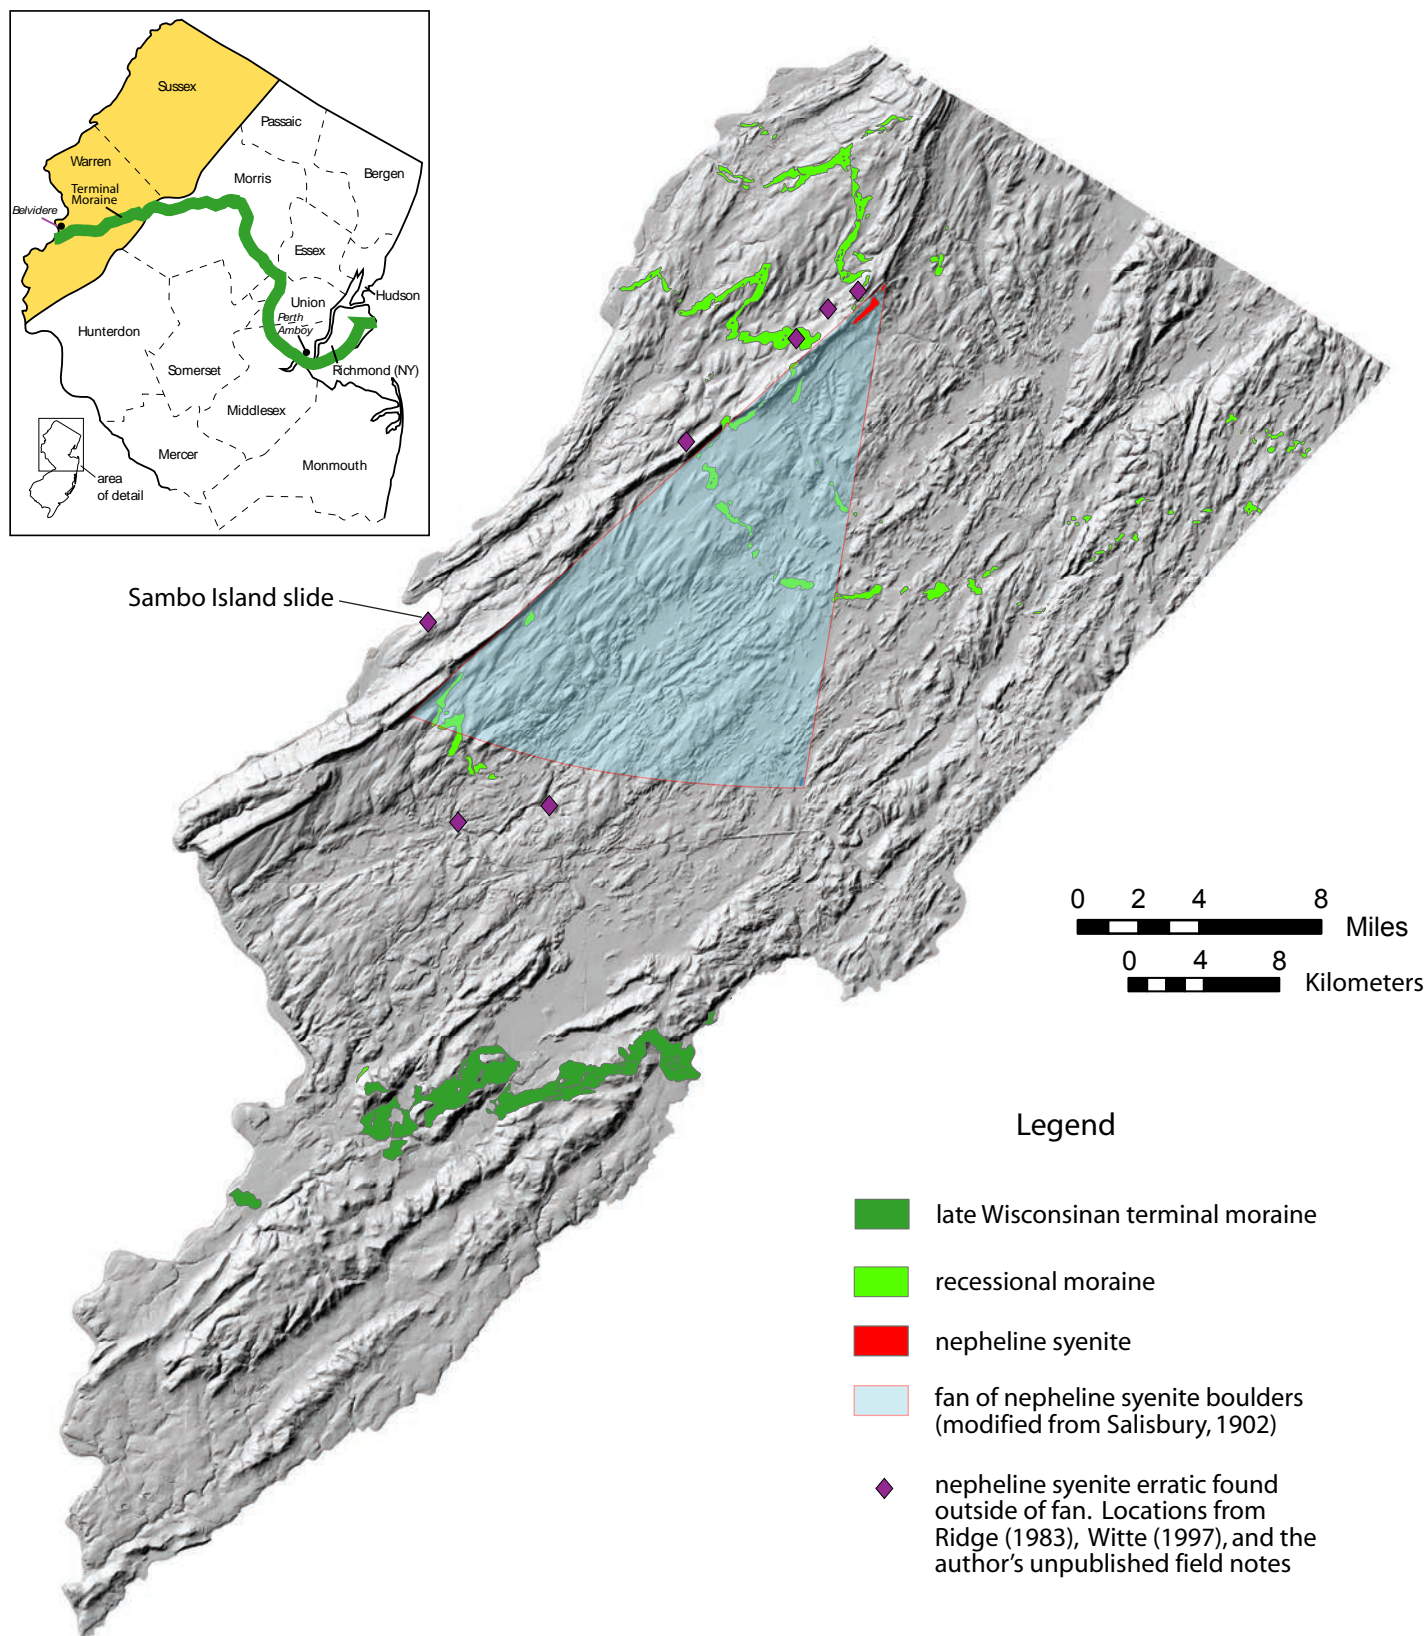 Sussex
Passaic
Warren
Bergen
Morris
Terminal
Moraine
Belvidere
Essex
Hudson
Union
Perth
Amboy
Hunterdon
Somerset
Richmond (NY)
Middlesex
Mercer
Monmouth
area
of detail
Sambo Island slide
0 2 4 8
Miles
0 4 8
Kilometers
Legend
late Wisconsinan terminal moraine
recessional moraine
nepheline syenite
fan of nepheline syenite boulders
(modified from Salisbury, 1902)
nepheline syenite erratic found
outside of fan. Locations from
Ridge (1983), Witte (1997), and the
author's unpublished field notes